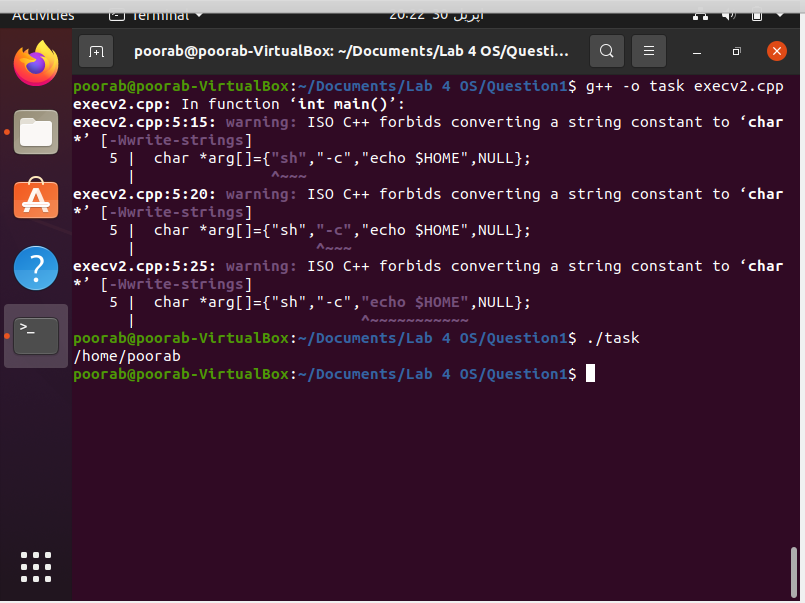 Activities
Terminal
20:22 30 آپریل
poorab@poorab-VirtualBox: ~/Documents/Lab 4 OS/Questi...
poorab@poorab-VirtualBox:~/Documents/Lab 4 OS/Question1$ g++ -o task execv2.cpp
execv2.cpp: In function ‘int main()’:
execv2.cpp:5:15: warning: ISO C++ forbids converting a string constant to ‘char
*’ [-Wwrite-strings]
    5 |  char *arg[]={"sh","-c","echo $HOME",NULL};
      |               ^~~~
execv2.cpp:5:20: warning: ISO C++ forbids converting a string constant to ‘char
*’ [-Wwrite-strings]
    5 |  char *arg[]={"sh","-c","echo $HOME",NULL};
      |                    ^~~~
execv2.cpp:5:25: warning: ISO C++ forbids converting a string constant to ‘char
*’ [-Wwrite-strings]
    5 |  char *arg[]={"sh","-c","echo $HOME",NULL};
      |                         ^~~~~~~~~~~~
poorab@poorab-VirtualBox:~/Documents/Lab 4 OS/Question1$ ./task
/home/poorab
poorab@poorab-VirtualBox:~/Documents/Lab 4 OS/Question1$